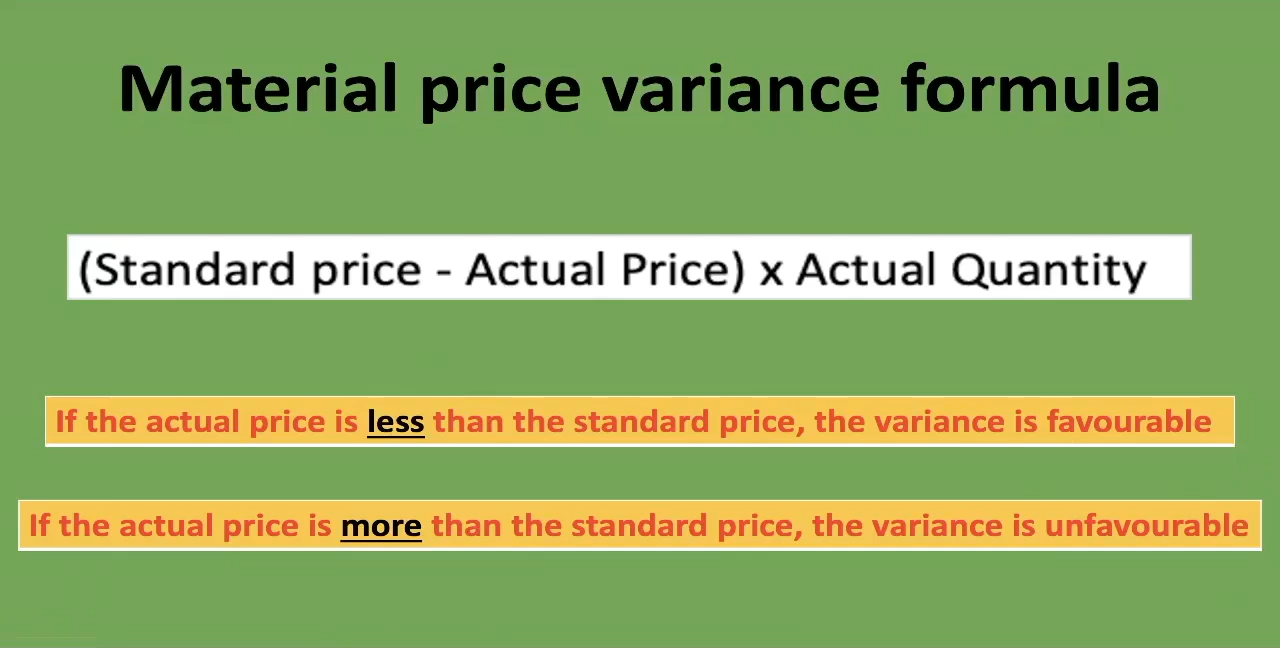 Material price variance formula
(Standard price - Actual Price) x Actual Quantity
If the actual price is less than the standard price, the variance is favourable
If the actual price is more than the standard price, the variance is unfavourable